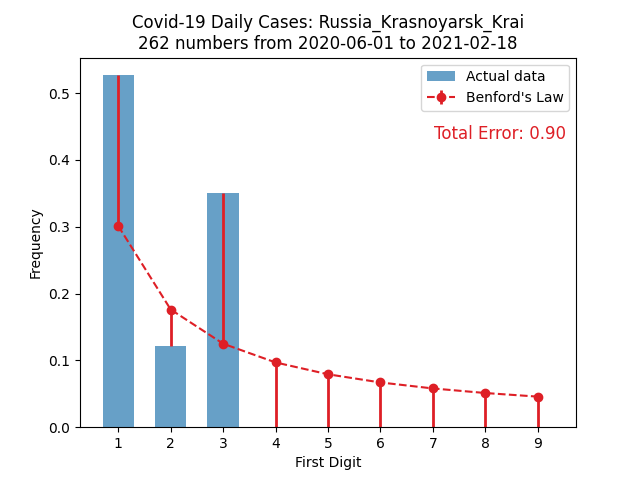 Covid-19 Daily Cases: Russia_Krasnoyarsk_Krai
262 numbers from 2020-06-01 to 2021-02-18
Actual data
Benford's Law
Total Error: 0.90
Frequency
0.5
0.4
0.3
0.2
0.1
0.0
1 2 3 4 5 6 7 8 9
First Digit